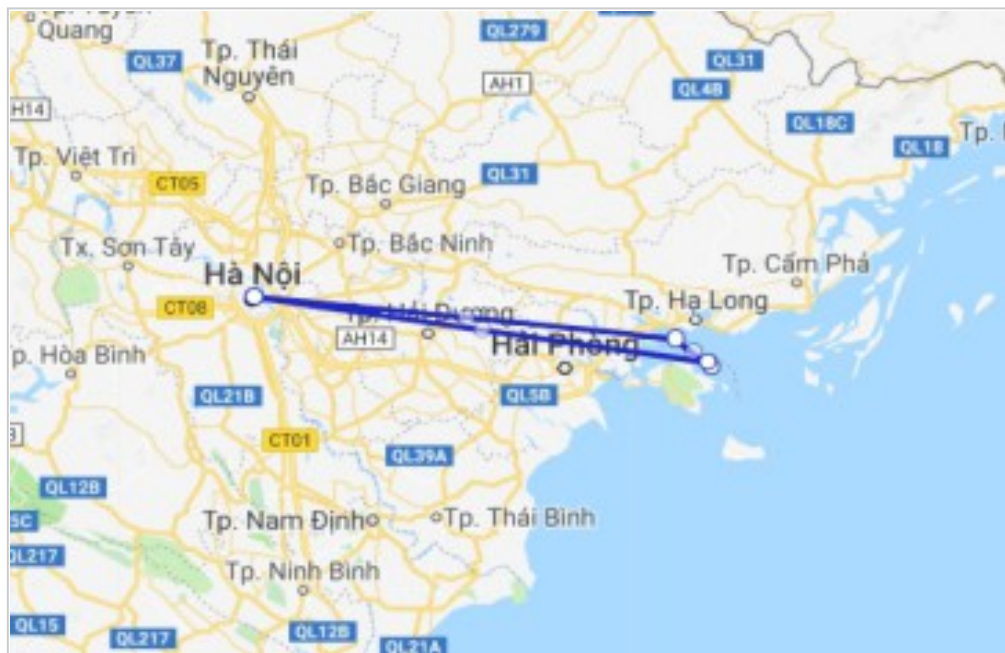 Quang
QL279
QL37
Tp. Thái
Nguyên
QL31
AH1
QL4B
H14
QL18C
Tp.
QL18
Tp. Việt Trì
CT05
QL31
Tp. Bắc Giang
Tx. Sơn Tây
Tp. Bắc Ninh
Hà Nội
Tp. Cẩm Phả
CT08
Tp. Hạ Long
AH14
Hải Phòng
p. Hòa Bình
QL21B
QL5B
CT01
QL39A
QL12B
5C
Tp. Nam Định
Tp. Thái Bình
QL217
Tp. Ninh Bình
QL15
QL217
QL12B
QL21A